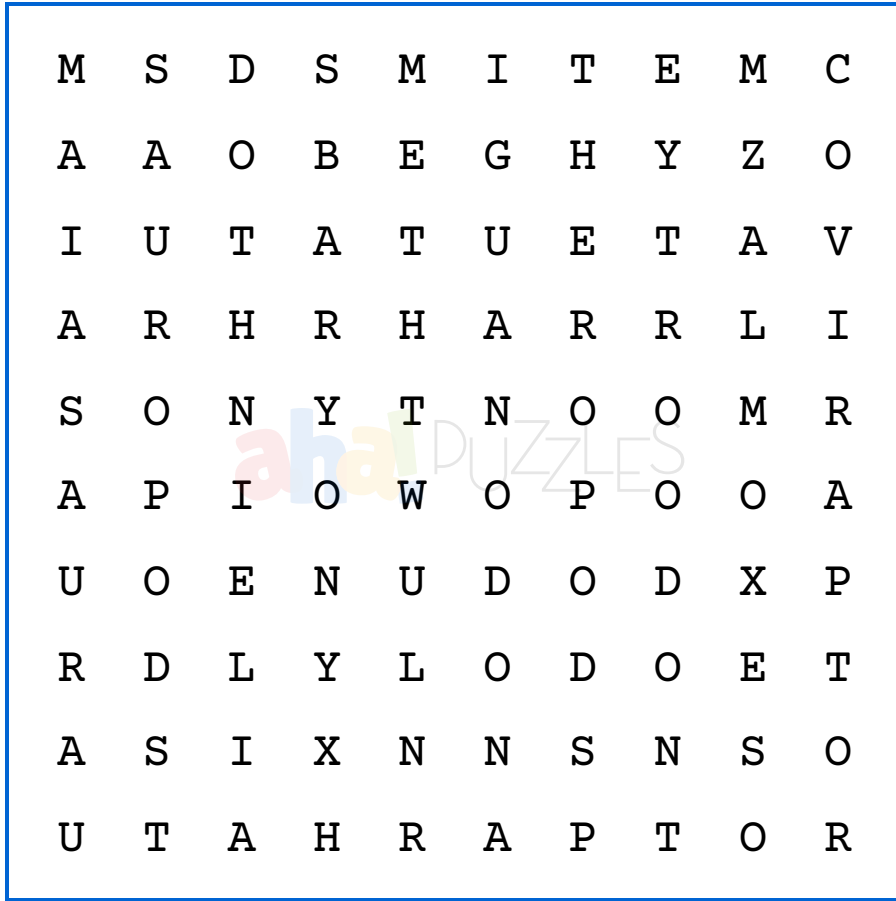 M S D S M I T E M C
A A O B E G H Y Z O
I U T A T U E T A V
A R H R H A R R L I
S O N Y T N O O M R
A P I O W O P O O A
U O E N U D O D X P
R D L Y L O D O E T
A S I X N N S N S O
U T A H R A P T O R
aha! PUZZLES